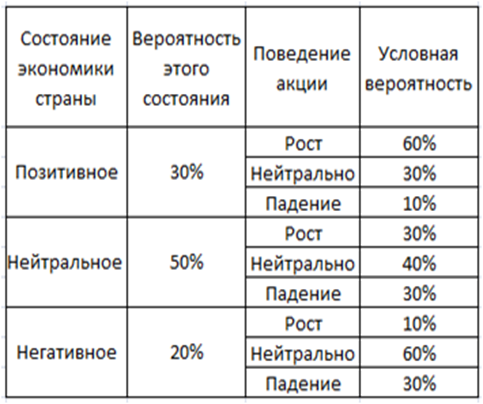 Состояние экономики страны | Вероятность этого состояния | Поведение акции | Условная вероятность
Позитивное | 30% | Рост | 60%
Нейтрально | 30%
Падение | 10%
Нейтральное | 50% | Рост | 30%
Нейтрально | 40%
Падение | 30%
Негативное | 20% | Рост | 10%
Нейтрально | 60%
Падение | 30%